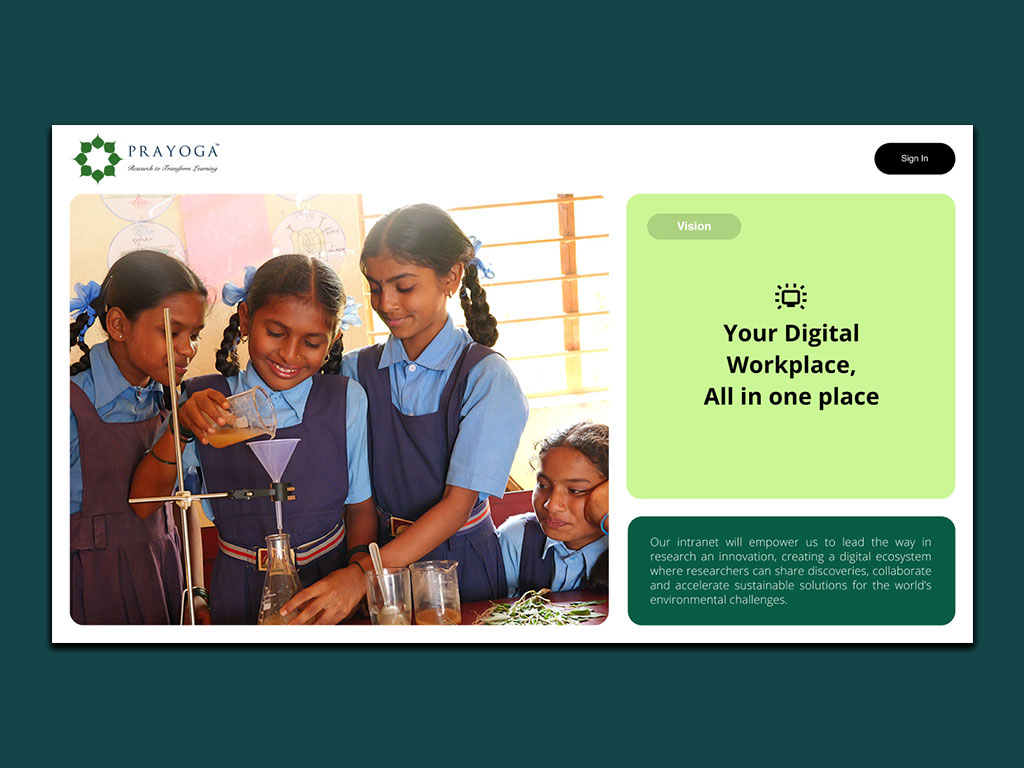 PRAYOGA™
Research to Transform Learning
Sign In
Vision
Your Digital
Workplace,
All in one place
Our intranet will empower us to lead the way in
research an innovation, creating a digital ecosystem
where researchers can share discoveries, collaborate
and accelerate sustainable solutions for the world's
environmental challenges.